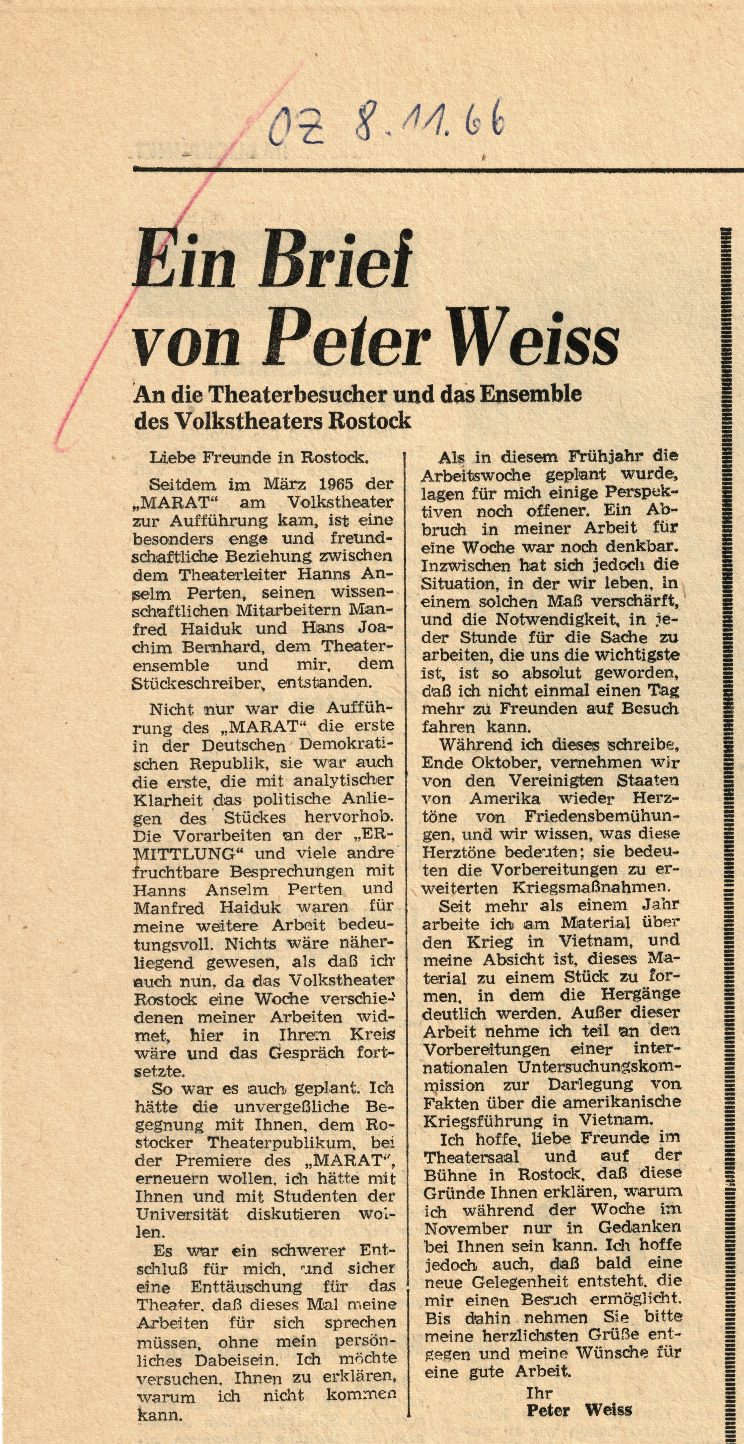 OZ 8.11.66
Ein Brief
von Peter Weiss
An die Theaterbesucher und das Ensemble
des Volkstheaters Rostock
Liebe Freunde in Rostock.
Seitdem im März 1965 der
„MARAT“ am Volkstheater
zur Aufführung kam, ist eine
besonders enge und freund-
schaftliche Beziehung zwischen
dem Theaterleiter Hanns An-
selm Perten, seinen wissen-
schaftlichen Mitarbeitern Man-
fred Haiduk und Hans Joa-
chim Bernhard, dem Theater-
ensemble und mir, dem
Stückeschreiber, entstanden.
Nicht nur war die Auffüh-
rung des „MARAT“ die erste
in der Deutschen Demokrati-
schen Republik, sie war auch
die erste, die mit analytischer
Klarheit das politische Anlie-
gen des Stückes hervorhob.
Die Vorarbeiten an der „ER-
MITTLUNG“ und viele andre
fruchtbare Besprechungen mit
Hanns Anselm Perten und
Manfred Haiduk waren für
meine weitere Arbeit bedeu-
tungsvoll. Nichts wäre näher-
liegend gewesen, als daß ich
auch nun, da das Volkstheater
Rostock eine Woche verschie-
denen meiner Arbeiten wid-
met, hier in Ihrem Kreis
wäre und das Gespräch fort-
setzte.
So war es auch geplant. Ich
hätte die unvergeßliche Be-
gegnung mit Ihnen, dem Ro-
stocker Theaterpublikum, bei
der Premiere des „MARAT“,
erneuern wollen, ich hätte mit
Ihnen und mit Studenten der
Universität diskutieren wol-
len.
Es war ein schwerer Ent-
schluß für mich, und sicher
eine Enttäuschung für das
Theater, daß dieses Mal meine
Arbeiten für sich sprechen
müssen, ohne mein persön-
liches Dabeisein. Ich möchte
versuchen, Ihnen zu erklären,
warum ich nicht kommen
kann.
Als in diesem Frühjahr die
Arbeitswoche geplant wurde,
lagen für mich einige Perspek-
tiven noch offener. Ein Ab-
bruch in meiner Arbeit für
eine Woche war noch denkbar.
Inzwischen hat sich jedoch die
Situation, in der wir leben, in
einem solchen Maß verschärft,
und die Notwendigkeit, in je-
der Stunde für die Sache zu
arbeiten, die uns die wichtigste
ist, ist so absolut geworden,
daß ich nicht einmal einen Tag
mehr zu Freunden auf Besuch
fahren kann.
Während ich dieses schreibe,
Ende Oktober, vernehmen wir
von den Vereinigten Staaten
von Amerika wieder Herz-
töne von Friedensbemühun-
gen, und wir wissen, was diese
Herztöne bedeuten; sie bedeu-
ten die Vorbereitungen zu er-
weiterten Kriegsmaßnahmen.
Seit mehr als einem Jahr
arbeite ich am Material über
den Krieg in Vietnam, und
meine Absicht ist, dieses Ma-
terial zu einem Stück zu for-
men, in dem die Hergänge
deutlich werden. Außer dieser
Arbeit nehme ich teil an den
Vorbereitungen einer inter-
nationalen Untersuchungskom-
mission zur Darlegung von
Fakten über die amerikanische
Kriegsführung in Vietnam.
Ich hoffe, liebe Freunde im
Theatersaal und auf der
Bühne in Rostock, daß diese
Gründe Ihnen erklären, warum
ich während der Woche im
November nur in Gedanken
bei Ihnen sein kann. Ich hoffe
jedoch auch, daß bald eine
neue Gelegenheit entsteht, die
mir einen Besuch ermöglicht.
Bis dahin nehmen Sie bitte
meine herzlichsten Grüße ent-
gegen und meine Wünsche für
eine gute Arbeit.
Ihr
Peter Weiss